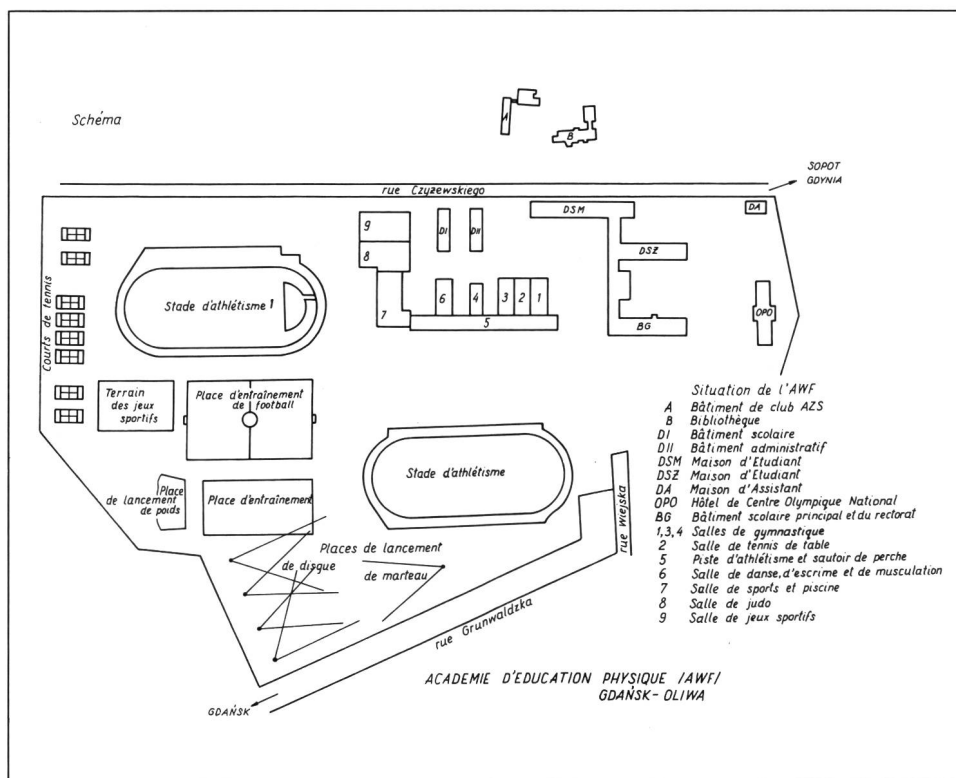 Schéma
A
B
SOPOT
GDYNIA
rue Czyżewskiego
DSM
DA
9
DI
DII
8
DSZ
Stade d'athlétisme 1
6
4
3
2
1
7
5
BG
OPO
Courts de tennis
Terrain
des jeux
sportifs
Place d'entraînement
de football
Stade d'athlétisme
Place
de lancement
de poids
Place d'entraînement
Places de lancement
de disque
de marteau
rue Wiejska
rue Grunwaldzka
GDAŃSK
Situation de l'AWF
A Bâtiment de club AZS
B Bibliothèque
DI Bâtiment scolaire
DII Bâtiment administratif
DSM Maison d'Etudiant
DSZ Maison d'Etudiant
DA Maison d'Assistant
OPO Hôtel de Centre Olympique National
BG Bâtiment scolaire principal et du rectorat
1,3,4 Salles de gymnastique
2 Salle de tennis de table
5 Piste d'athlétisme et sautoir de perche
6 Salle de danse, d'escrime et de musculation
7 Salle de sports et piscine
8 Salle de judo
9 Salle de jeux sportifs
ACADEMIE D'EDUCATION PHYSIQUE /AWF/
GDAŃSK-OLIWA